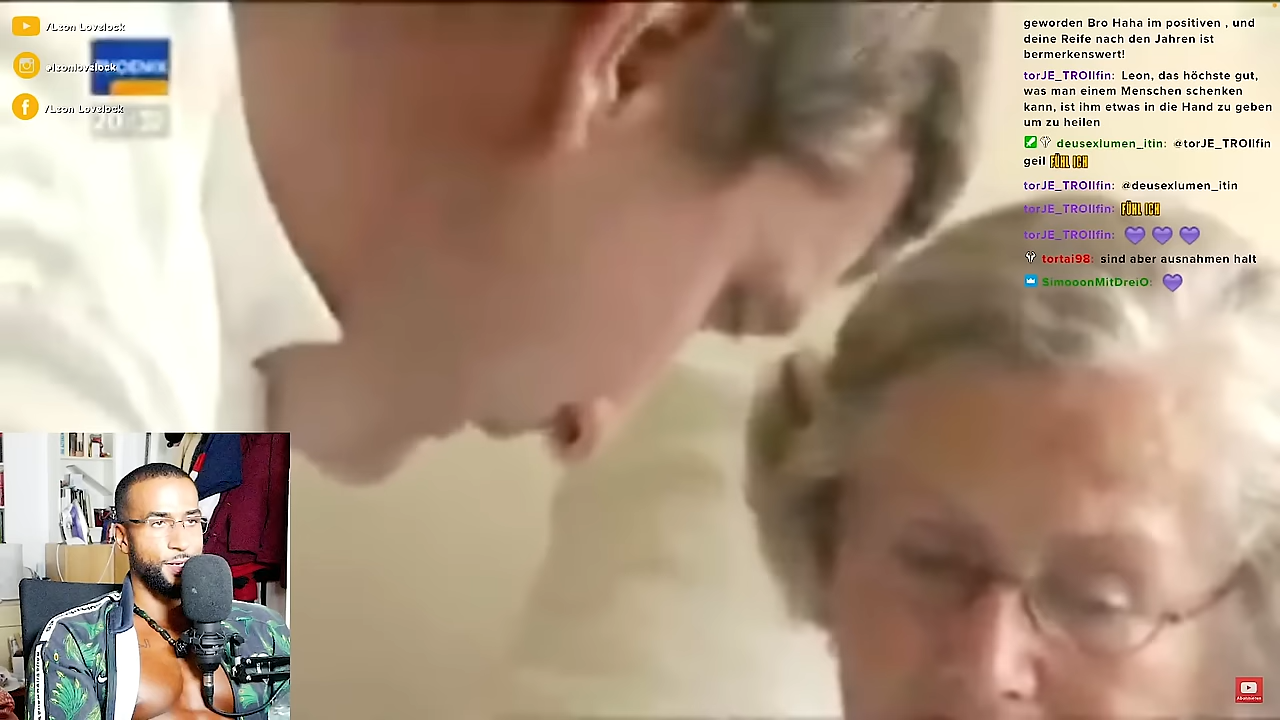 /Leon Lovelock
@leonlovelock
/Leon Lovelock
PHOENIX
geworden Bro Haha im positiven , und
deine Reife nach den Jahren ist
bermerkenswert!
torJE_TROllfin: Leon, das höchste gut,
was man einem Menschen schenken
kann, ist ihm etwas in die Hand zu geben
um zu heilen
deusexlumen_itin: @torJE_TROllfin
geil FÜHL ICH
torJE_TROllfin: @deusexlumen_itin
torJE_TROllfin: FÜHL ICH
torJE_TROllfin:
tortai98: sind aber ausnahmen halt
SimooonMitDreiO:
Abonnieren